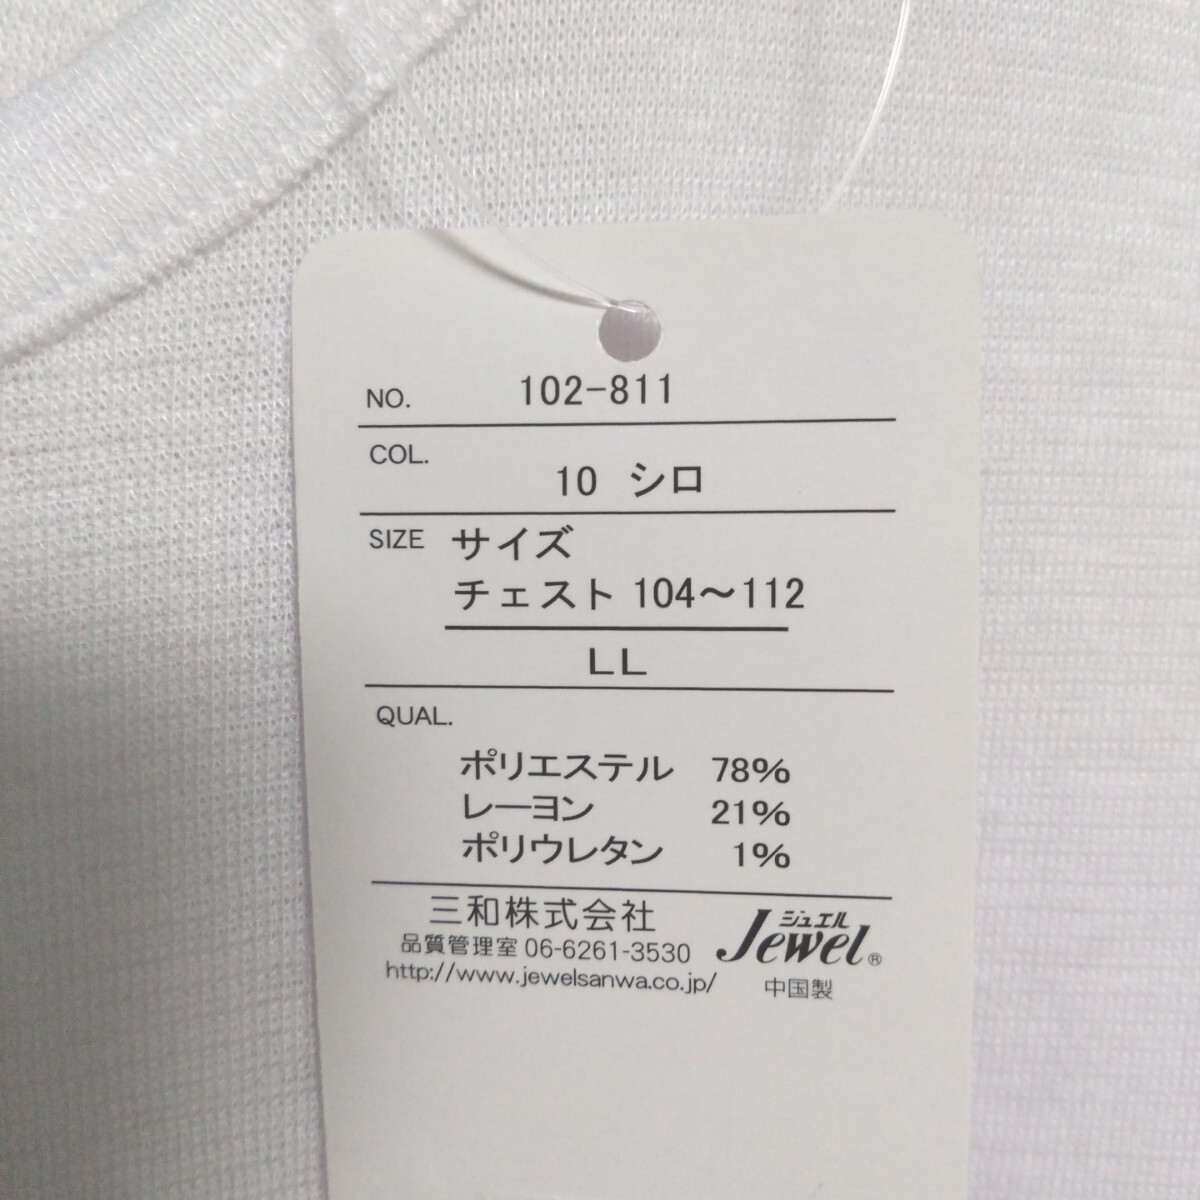 NO. 102-811
COL. 10 シロ
SIZE サイズ
チェスト 104～112
LL
QUAL.
ポリエステル 78%
レーヨン 21%
ポリウレタン 1%
三和株式会社
品質管理室 06-6261-3530
http://www.jewelsanwa.co.jp/
ジュエル
Jewel®
中国製